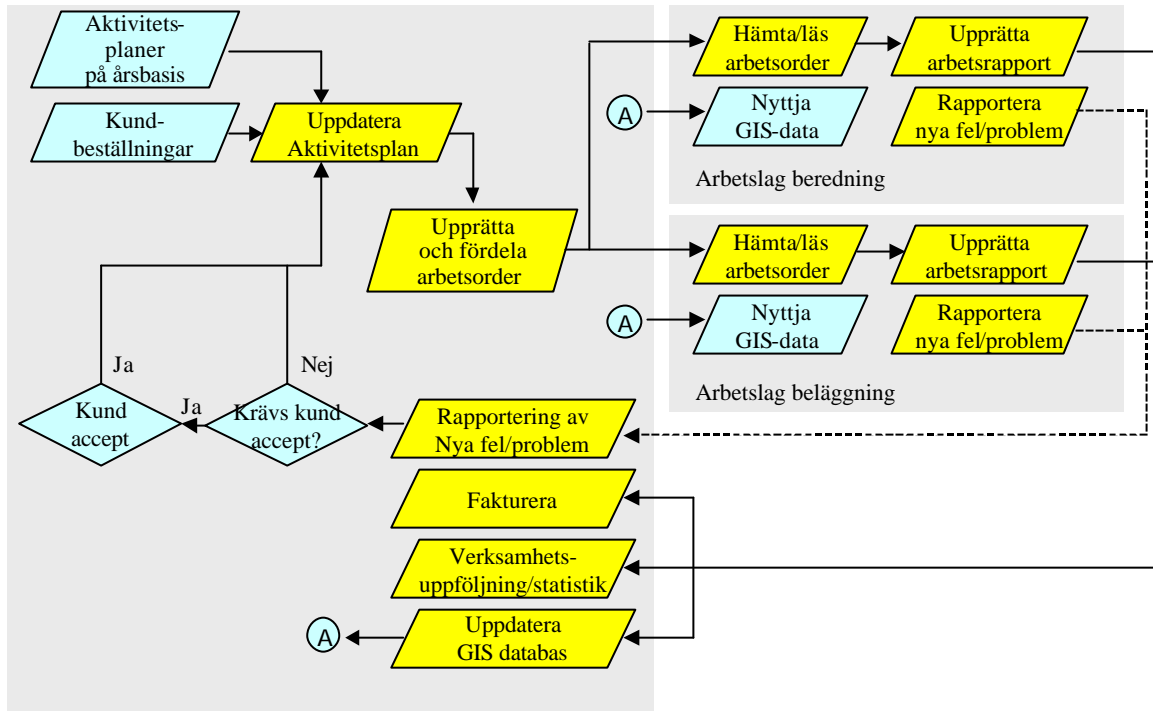 Aktivitets-
planer
på årsbasis
Kund-
beställningar
Uppdatera
Aktivitetsplan
Upprätta
och fördela
arbetsorder
Hämta/läs
arbetsorder
Upprätta
arbetsrapport
A
Nyttja
GIS-data
Rapportera
nya fel/problem
Arbetslag beredning
Hämta/läs
arbetsorder
Upprätta
arbetsrapport
A
Nyttja
GIS-data
Rapportera
nya fel/problem
Arbetslag beläggning
Ja
Nej
Kund
accept
Ja
Krävs kund
accept?
Rapportering av
Nya fel/problem
Fakturera
Verksamhets-
uppföljning/statistik
A
Uppdatera
GIS databas